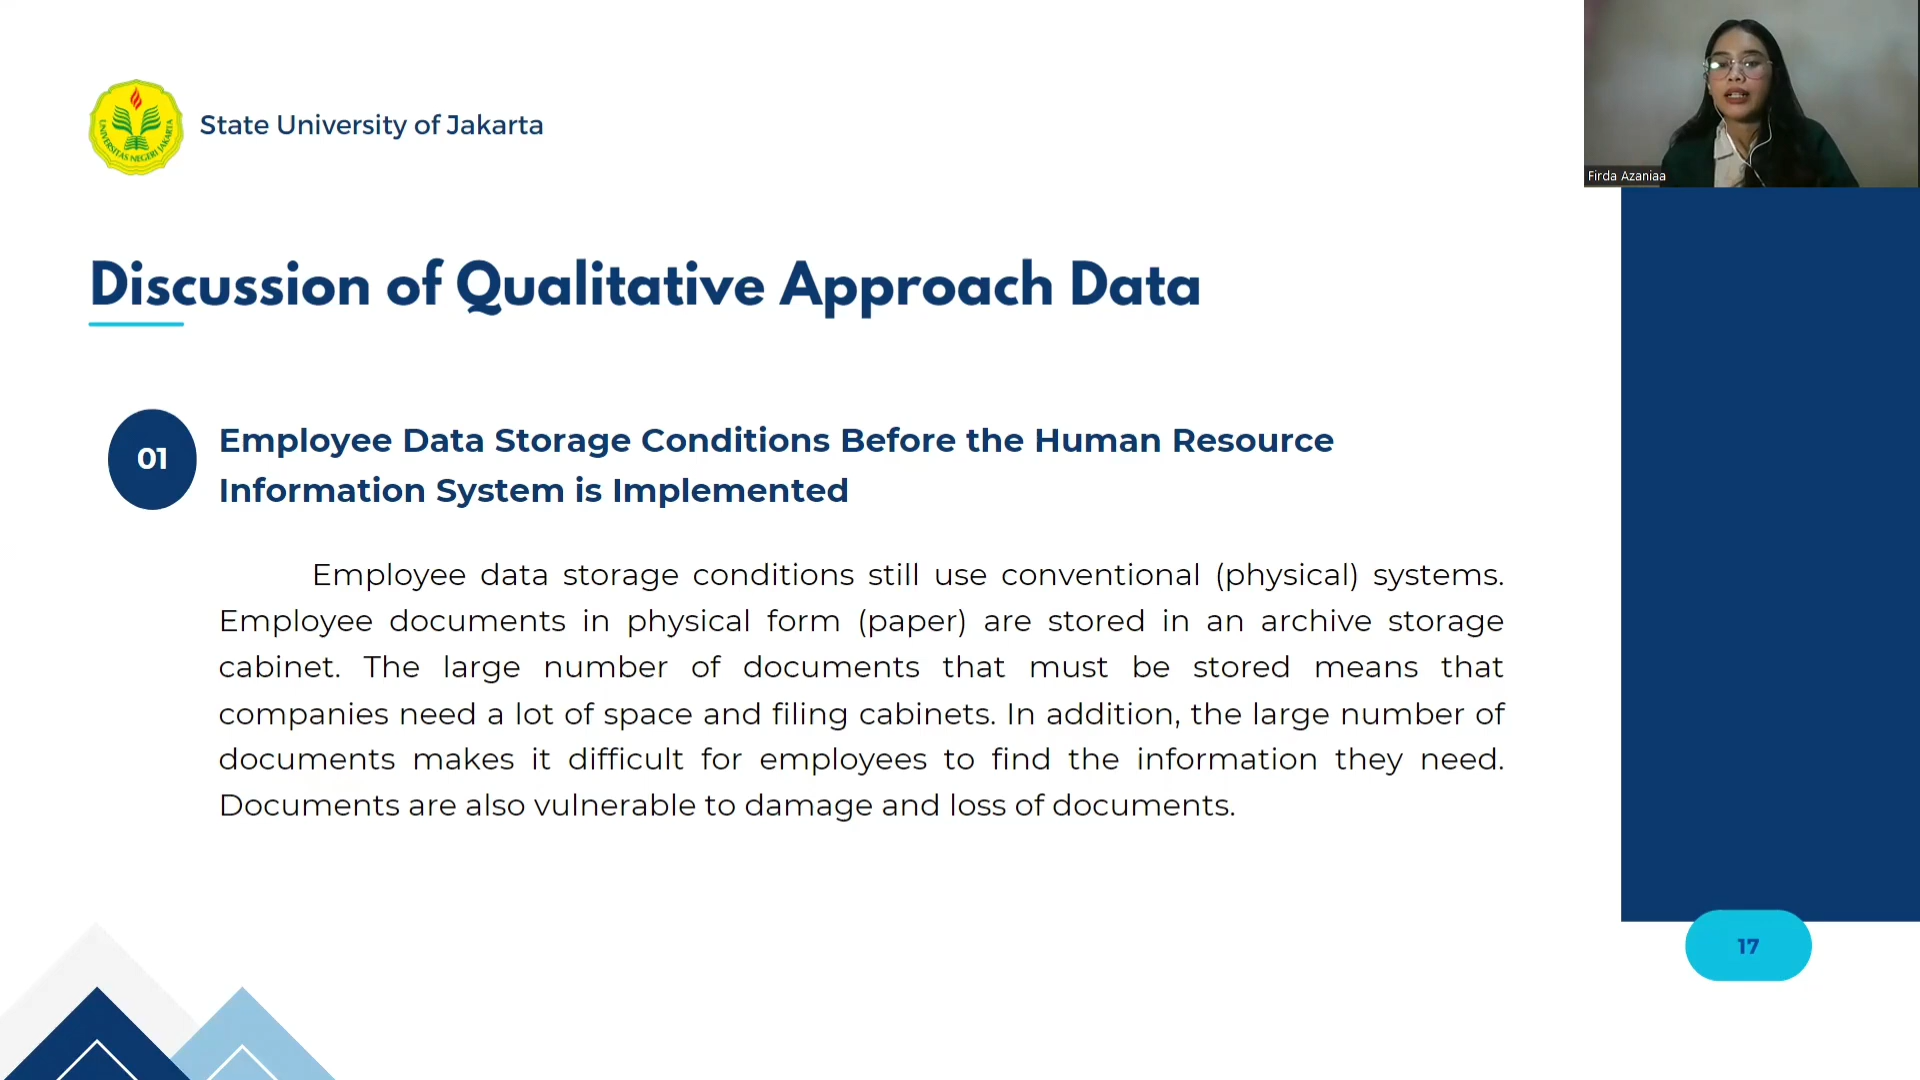 UNIVERSITAS NEGERI JAKARTA
State University of Jakarta
Firda Azaniaa
Discussion of Qualitative Approach Data
01
Employee Data Storage Conditions Before the Human Resource
Information System is Implemented
Employee data storage conditions still use conventional (physical) systems.
Employee documents in physical form (paper) are stored in an archive storage
cabinet. The large number of documents that must be stored means that
companies need a lot of space and filing cabinets. In addition, the large number of
documents makes it difficult for employees to find the information they need.
Documents are also vulnerable to damage and loss of documents.
17